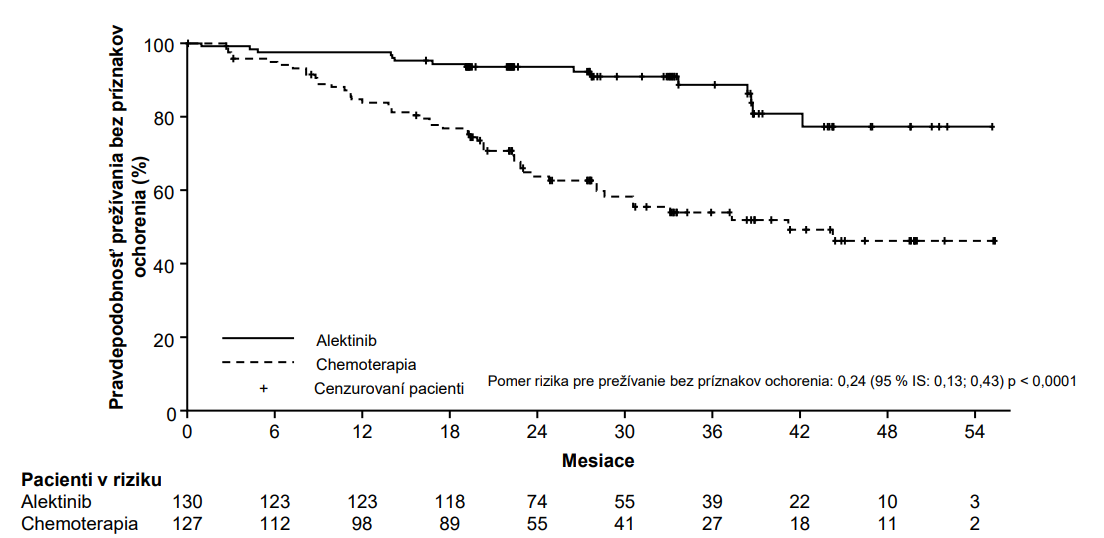 Pravdepodobnosť prežívania bez príznakov
ochorenia (%)
100
80
60
40
20
0
Alektinib
Chemoterapia
+ Cenzurovaní pacienti
Pomer rizika pre prežívanie bez príznakov ochorenia: 0,24 (95 % IS: 0,13; 0,43) p < 0,0001
0 6 12 18 24 30 36 42 48 54
Mesiace
Pacienti v riziku
Alektinib 130 123 123 118 74 55 39 22 10 3
Chemoterapia 127 112 98 89 55 41 27 18 11 2